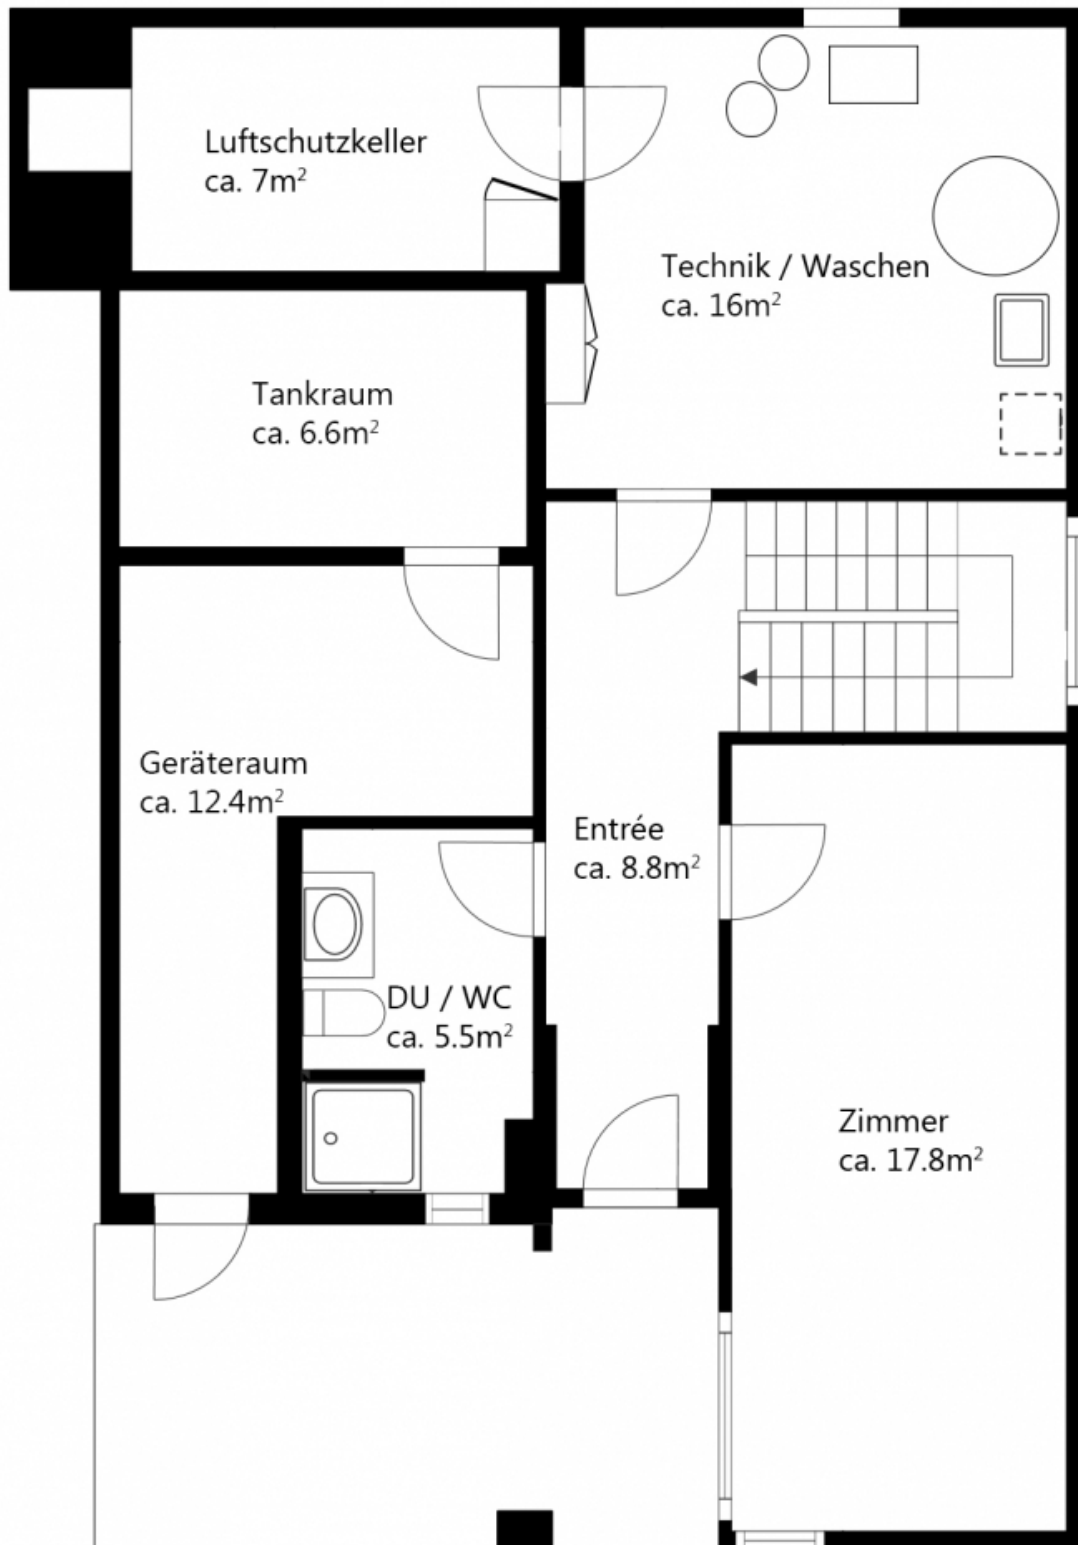 Luftschutzkeller
ca. 7m²
Technik / Waschen
ca. 16m²
Tankraum
ca. 6.6m²
Geräteraum
ca. 12.4m²
Entrée
ca. 8.8m²
DU / WC
ca. 5.5m²
Zimmer
ca. 17.8m²